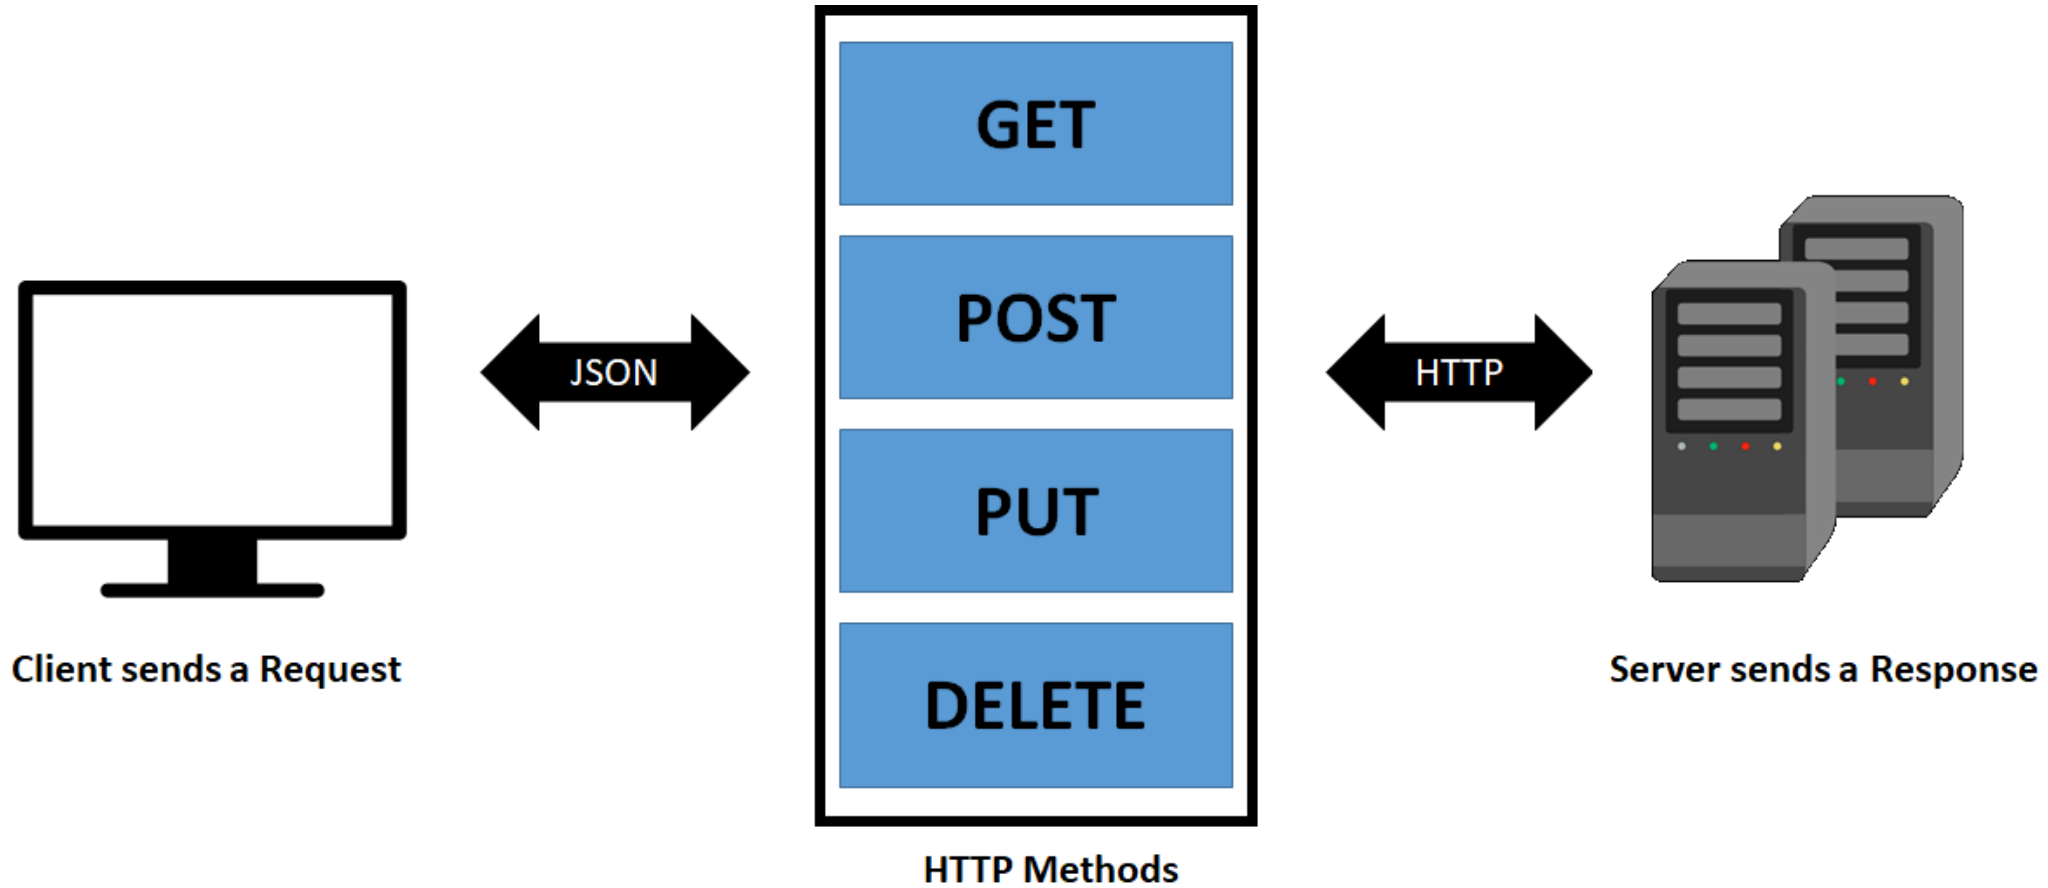 GET
POST
PUT
DELETE
JSON
HTTP
Client sends a Request
Server sends a Response
HTTP Methods